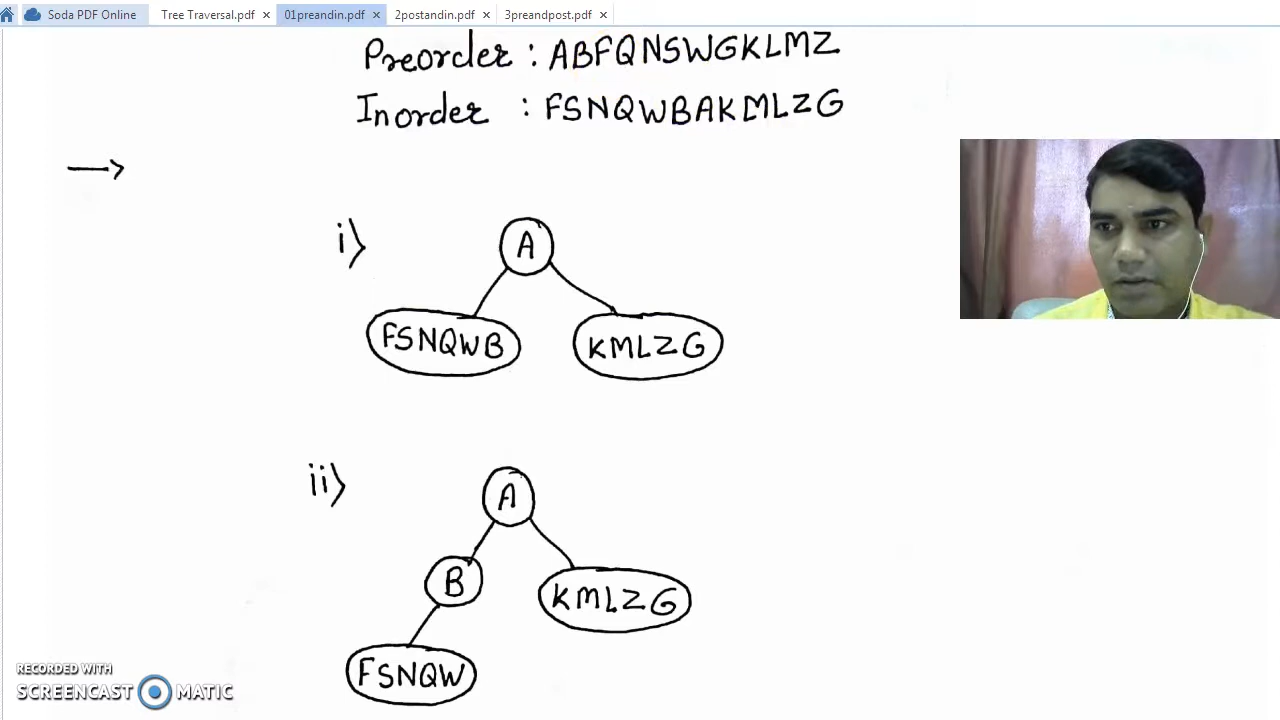 Soda PDF Online Tree Traversal.pdf × 01preandin.pdf × 2postandin.pdf × 3preandpost.pdf ×
Preorder : ABFQNSWGKLMZ
Inorder : FSNQWBAKMLZG
i)
A
FSNQWB KMLZG
ii)
A
B
KMLZG
FSNQW
RECORDED WITH
SCREENCAST MATIC